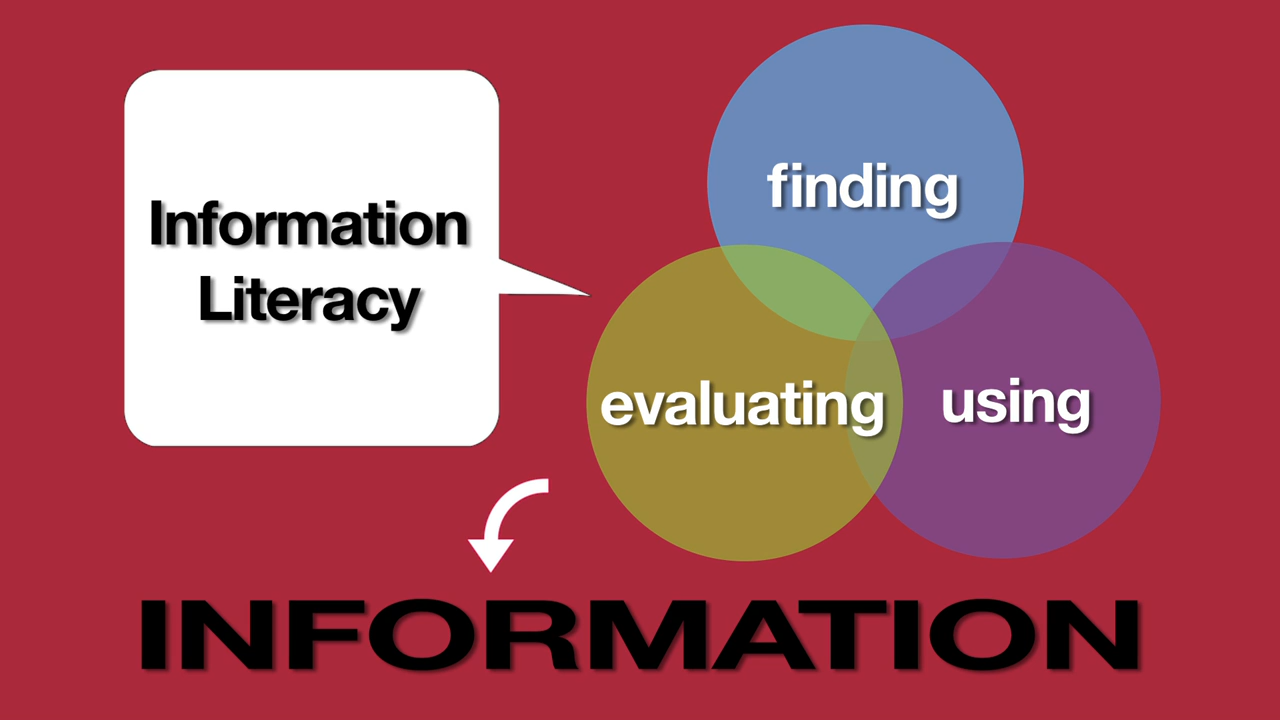 Information
Literacy
finding
evaluating
using
INFORMATION